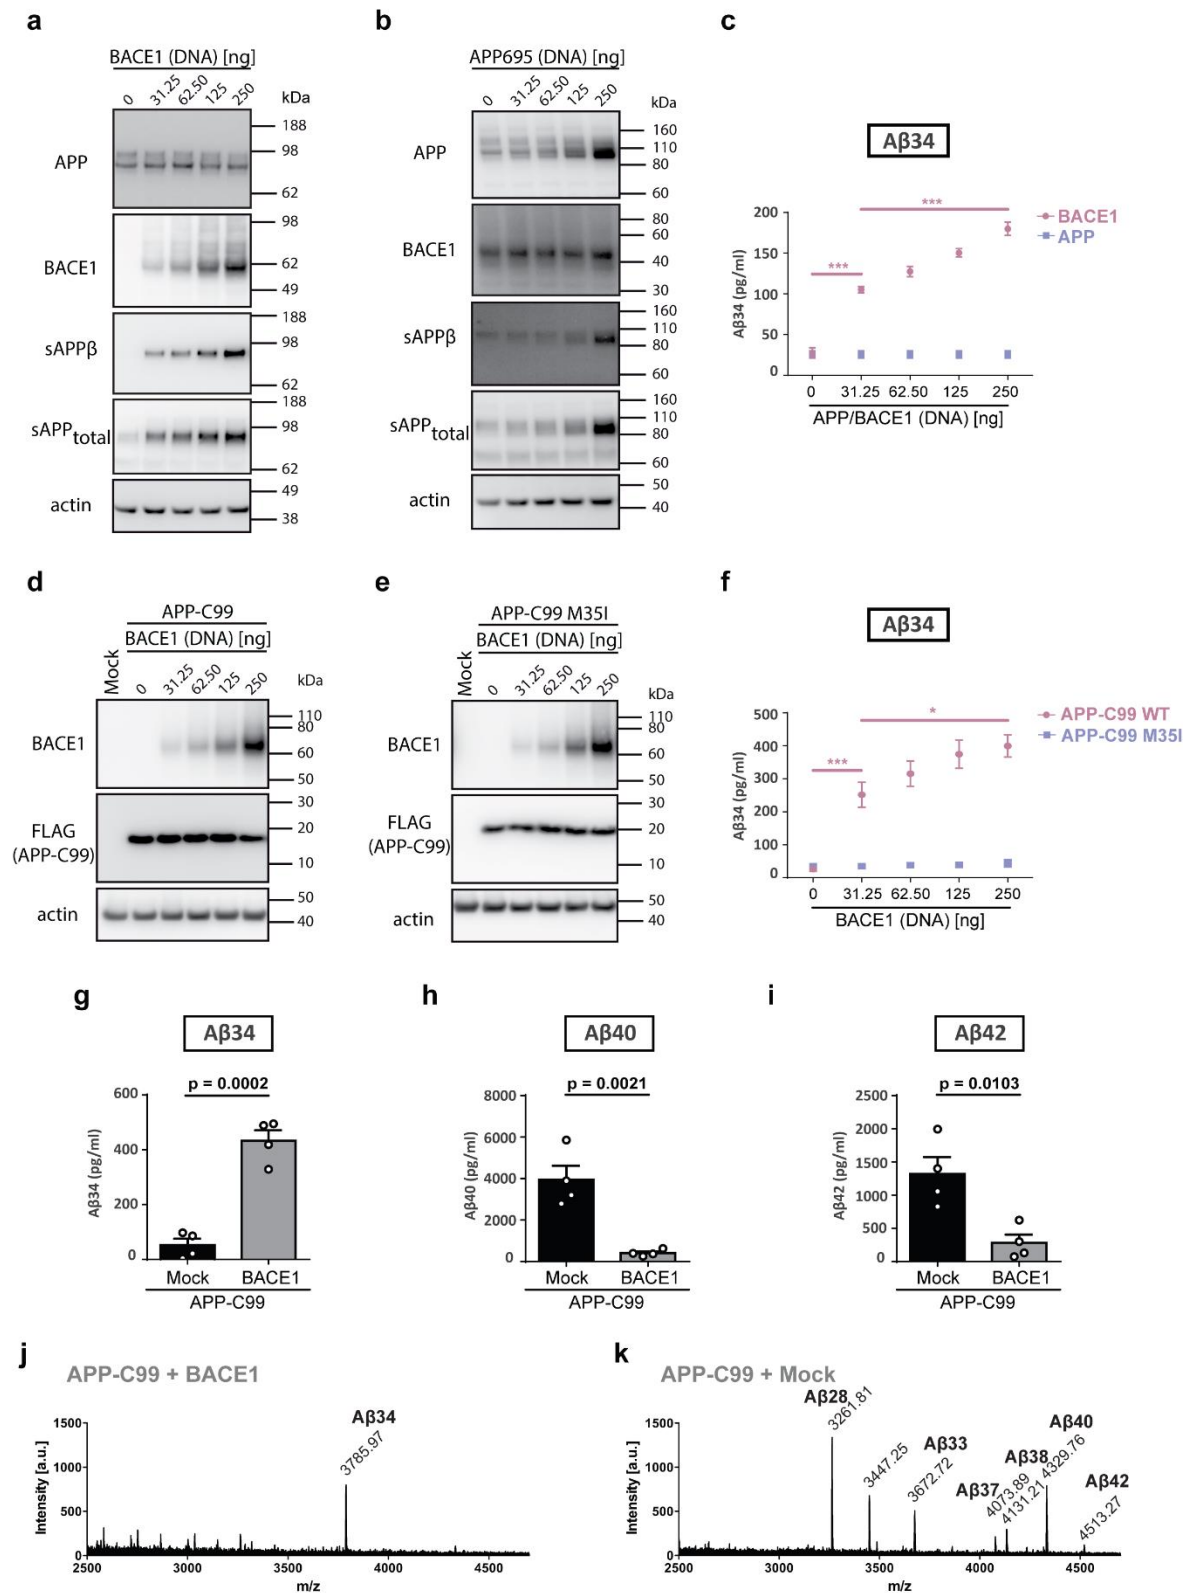 a
BACE1 (DNA) [ng]
0 31.25 62.50 125 250
kDa
APP
188
98
62
BACE1
98
62
49
sAPPβ
188
98
62
sAPPtotal
188
98
62
actin
49
38
b
APP695 (DNA) [ng]
0 31.25 62.50 125 250
kDa
APP
160
110
80
60
BACE1
80
60
40
30
sAPPβ
160
110
80
60
sAPPtotal
160
110
80
60
actin
50
40
c
Aβ34
Aβ34 (pg/ml)
200
150
100
50
0
***
***
BACE1
APP
0 31.25 62.50 125 250
APP/BACE1 (DNA) [ng]
d
APP-C99
BACE1 (DNA) [ng]
Mock 0 31.25 62.50 125 250
kDa
BACE1
110
80
60
50
FLAG
(APP-C99)
30
20
10
actin
50
40
e
APP-C99 M35I
BACE1 (DNA) [ng]
Mock 0 31.25 62.50 125 250
kDa
BACE1
110
80
60
50
FLAG
(APP-C99)
30
20
10
actin
50
40
f
Aβ34
Aβ34 (pg/ml)
500
400
300
200
100
0
***
*
APP-C99 WT
APP-C99 M35I
0 31.25 62.50 125 250
BACE1 (DNA) [ng]
g
Aβ34
p = 0.0002
Aβ34 (pg/ml)
600
400
200
0
Mock BACE1
APP-C99
h
Aβ40
p = 0.0021
Aβ40 (pg/ml)
8000
6000
4000
2000
0
Mock BACE1
APP-C99
i
Aβ42
p = 0.0103
Aβ42 (pg/ml)
2500
2000
1500
1000
500
0
Mock BACE1
APP-C99
j
APP-C99 + BACE1
Intensity [a.u.]
1500
1000
500
0
Aβ34
3785.97
2500 3000 3500 4000 4500
m/z
k
APP-C99 + Mock
Intensity [a.u.]
1500
1000
500
0
Aβ28
3261.81
3447.25
Aβ33
3672.72
Aβ37
4073.89
Aβ38
4131.21
Aβ40
4329.76
Aβ42
4513.27
2500 3000 3500 4000 4500
m/z